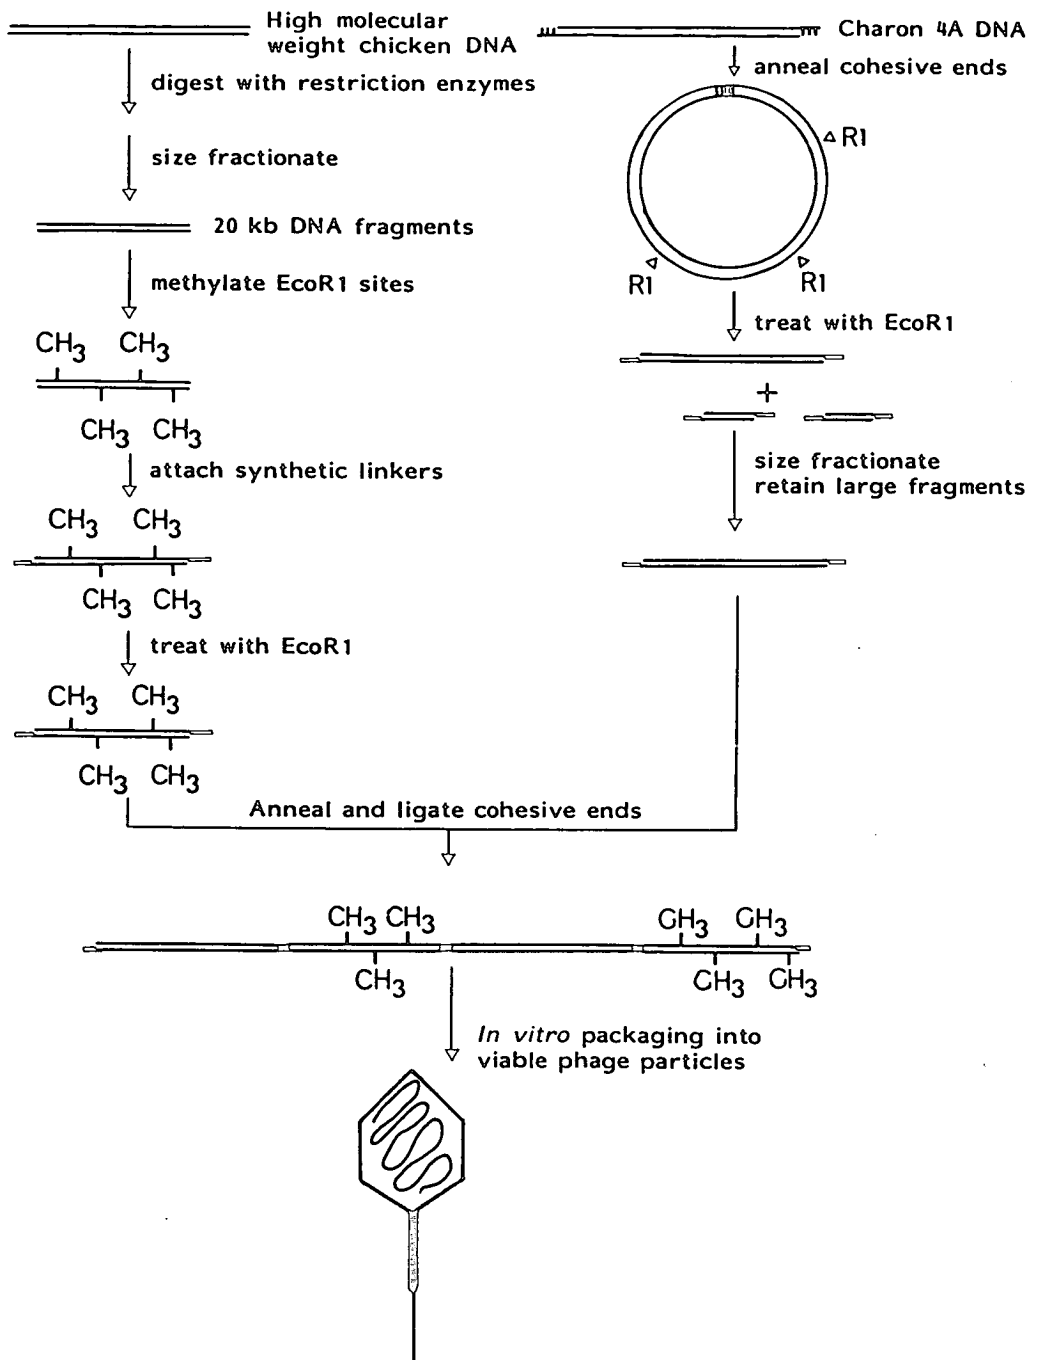 High molecular
weight chicken DNA
digest with restriction enzymes
size fractionate
20 kb DNA fragments
methylate EcoR1 sites
CH3 CH3
CH3 CH3
attach synthetic linkers
CH3 CH3
CH3 CH3
treat with EcoR1
CH3 CH3
CH3 CH3
Charon 4A DNA
anneal cohesive ends
R1
R1
R1
treat with EcoR1
+
size fractionate
retain large fragments
Anneal and ligate cohesive ends
CH3 CH3 CH3 CH3
CH3 CH3 CH3
In vitro packaging into
viable phage particles